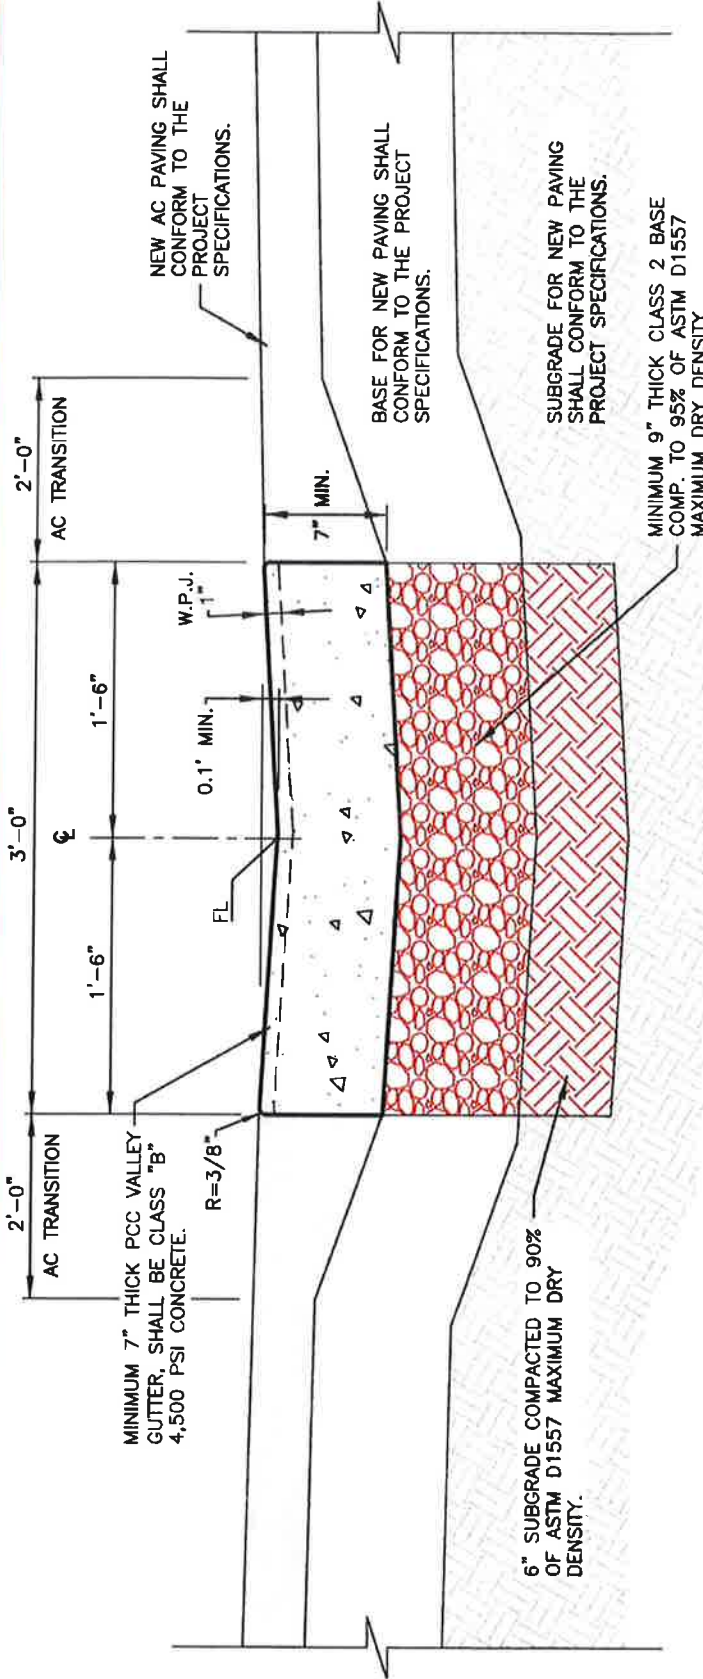 2'-0"
AC TRANSITION
3'-0"
1'-6"
℄
1'-6"
2'-0"
AC TRANSITION
MINIMUM 7" THICK PCC VALLEY
GUTTER, SHALL BE CLASS "B"
4,500 PSI CONCRETE.
R=3/8"
FL
0.1' MIN.
W.P.J.
1"
7" MIN.
NEW AC PAVING SHALL
CONFORM TO THE
PROJECT
SPECIFICATIONS.
BASE FOR NEW PAVING SHALL
CONFORM TO THE PROJECT
SPECIFICATIONS.
SUBGRADE FOR NEW PAVING
SHALL CONFORM TO THE
PROJECT SPECIFICATIONS.
6" SUBGRADE COMPACTED TO 90%
OF ASTM D1557 MAXIMUM DRY
DENSITY.
MINIMUM 9" THICK CLASS 2 BASE
COMP. TO 95% OF ASTM D1557
MAXIMUM DRY DENSITY